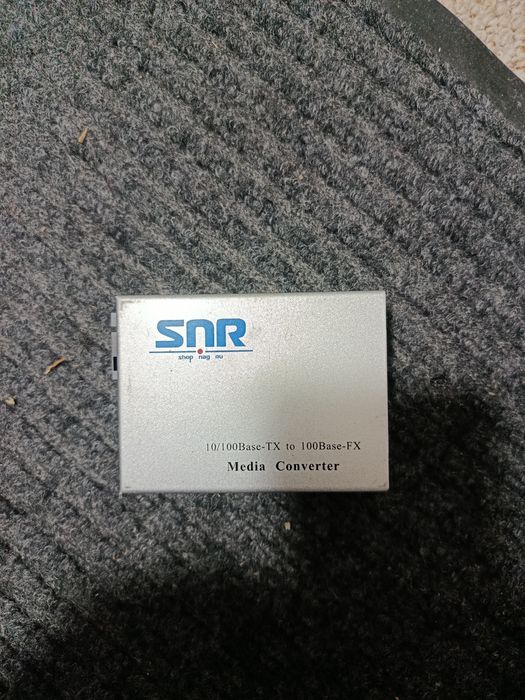 SNR
shop nag ru
10/100Base-TX to 100Base-FX
Media Converter